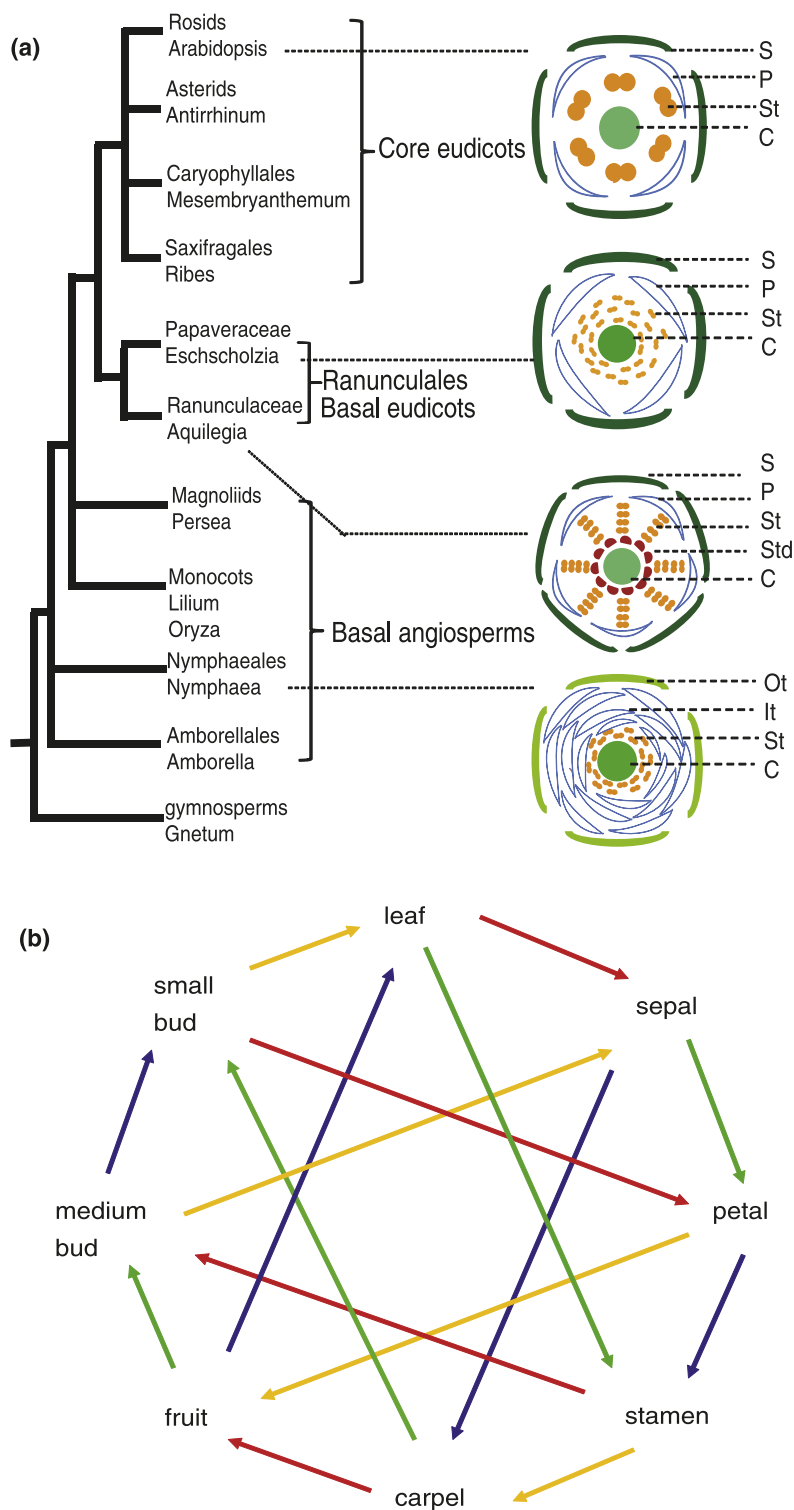 (a)
Rosids
Arabidopsis
Asterids
Antirrhinum
Caryophyllales
Mesembryanthemum
Saxifragales
Ribes
Core eudicots
Papaveraceae
Eschscholzia
Ranunculaceae
Aquilegia
Ranunculales
Basal eudicots
Magnoliids
Persea
Monocots
Lilium
Oryza
Nymphaeales
Nymphaea
Amborellales
Amborella
Basal angiosperms
gymnosperms
Gnetum
S
P
St
C
S
P
St
C
S
P
St
Std
C
Ot
It
St
C
(b)
leaf
sepal
petal
stamen
carpel
fruit
medium
bud
small
bud